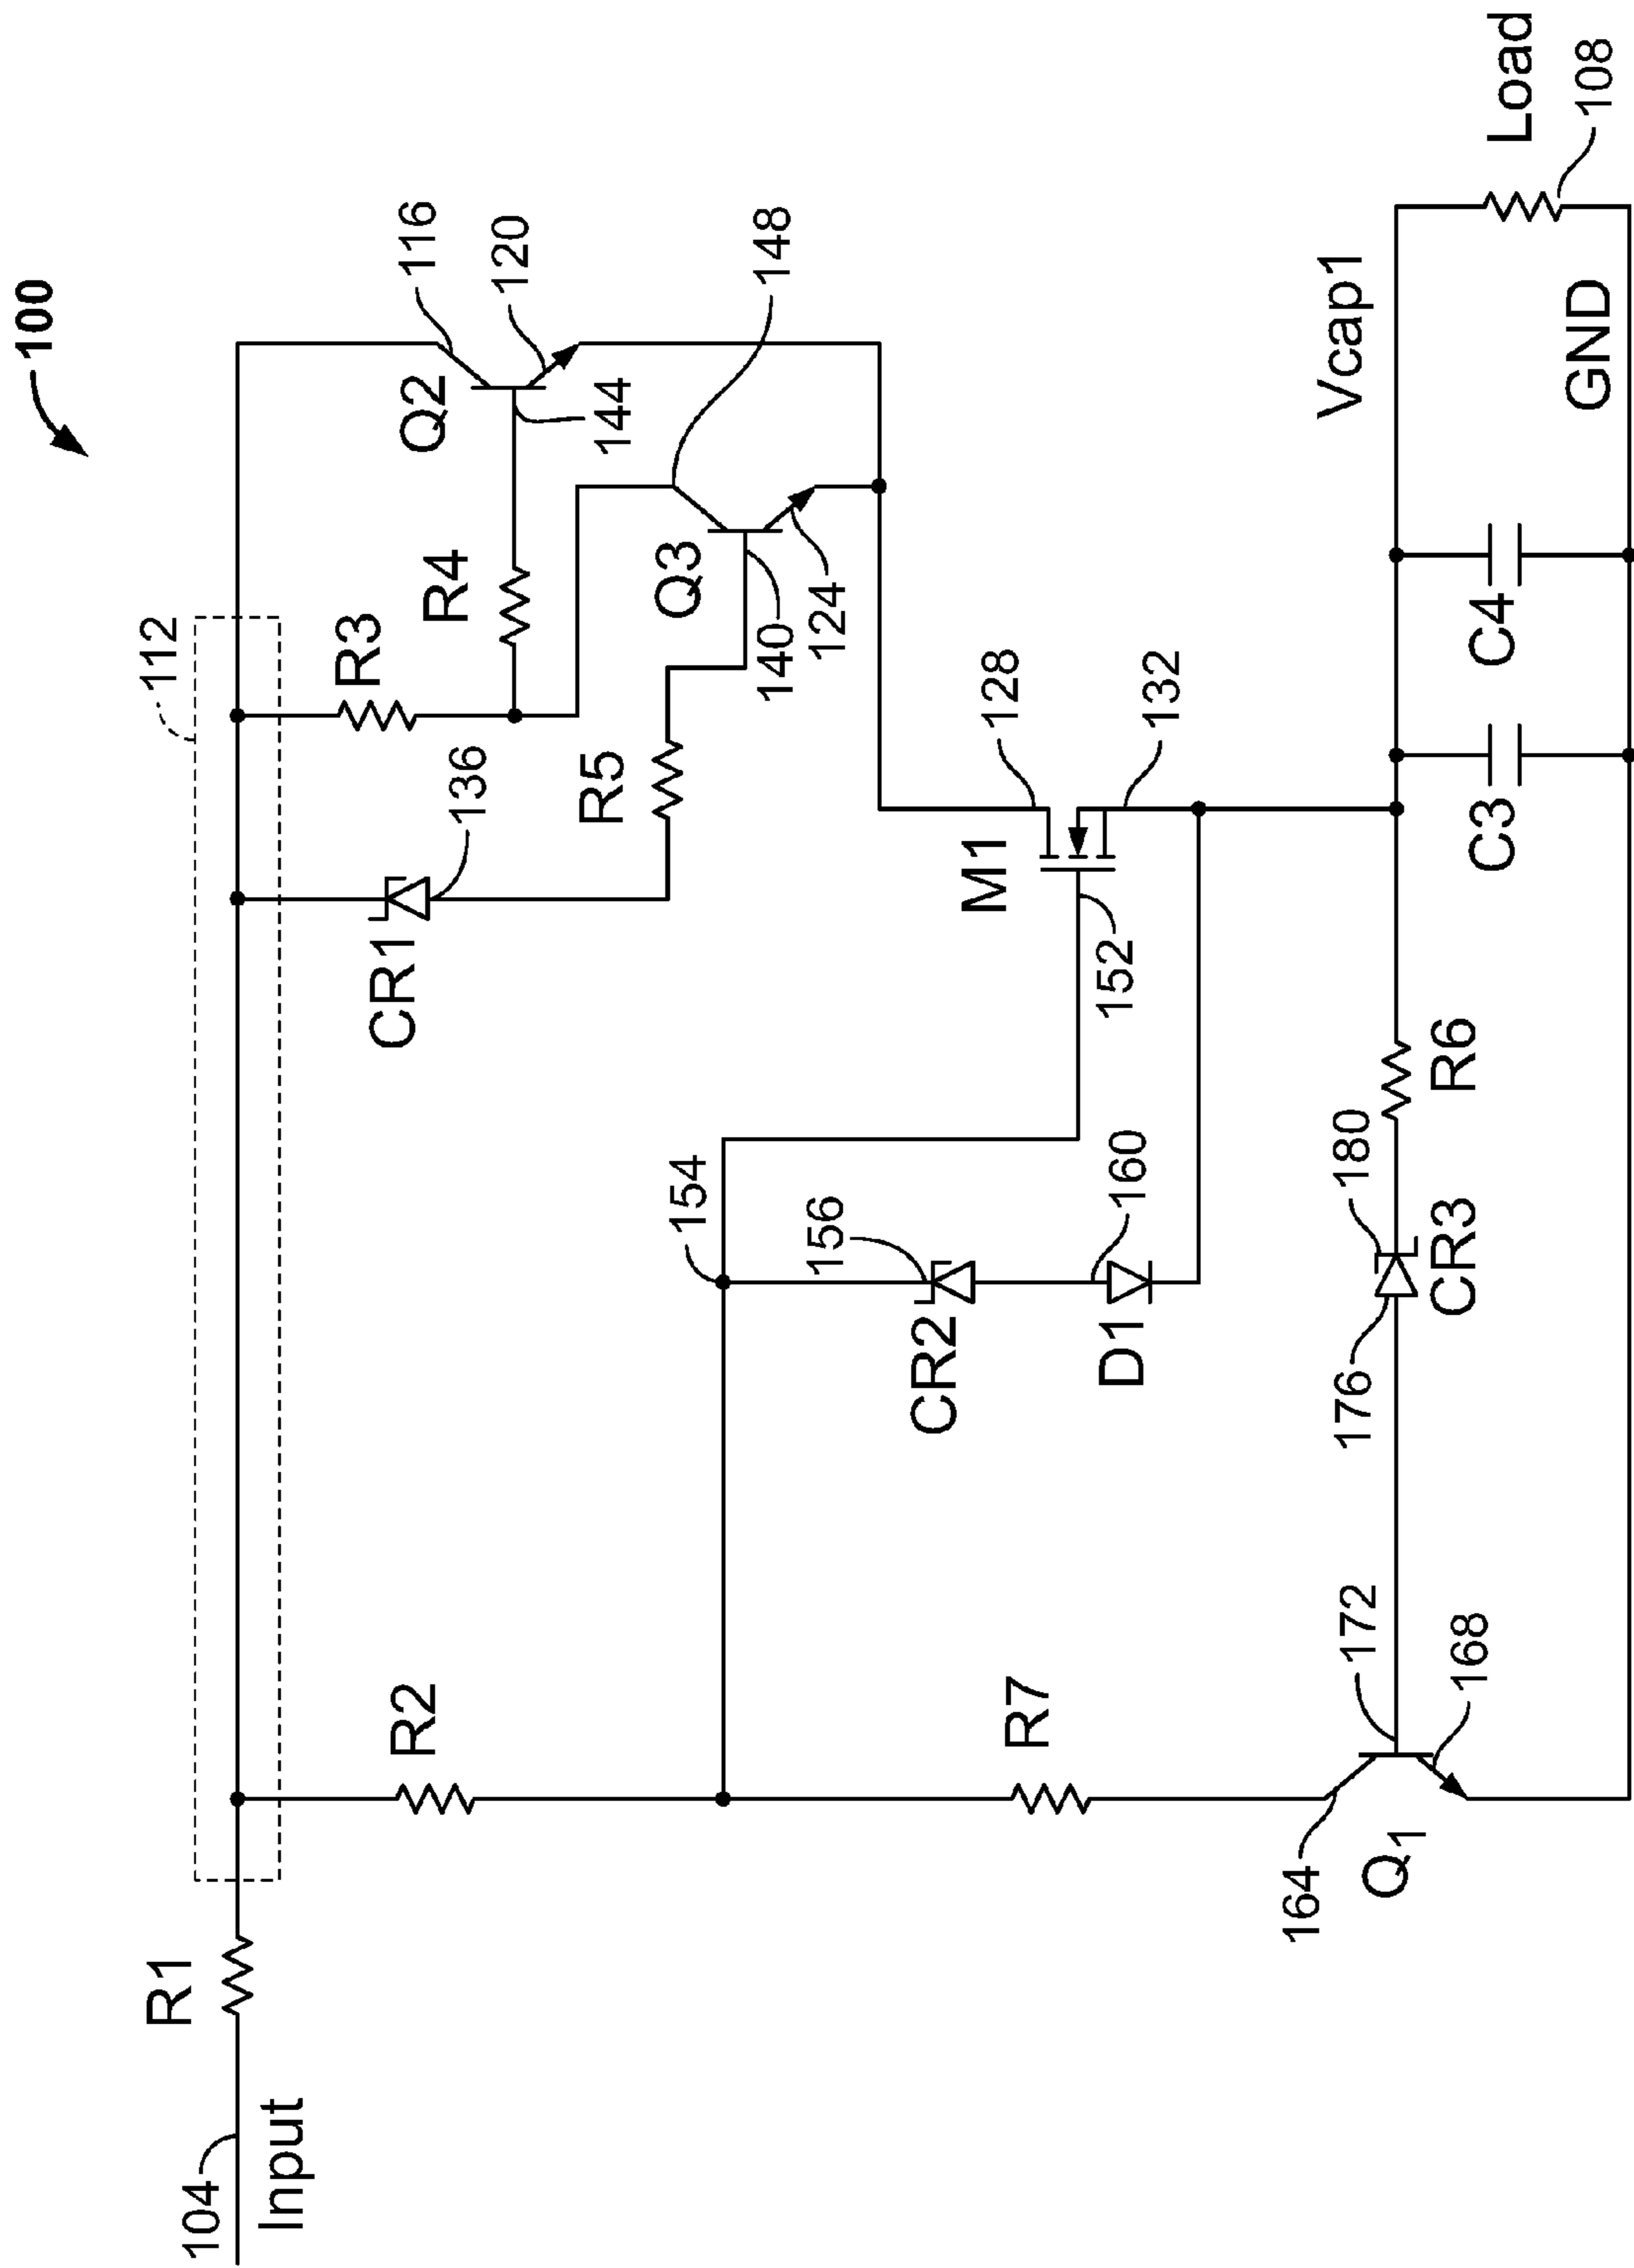 100
112
116
120
Q2
144
148
R3
R4
Q3
140
124
136
CR1
R5
R1
104
Input
R2
154
128
M1
132
152
156
160
CR2
D1
R7
Vcap1
Load
108
GND
C4
C3
R6
180
CR3
176
172
168
164
Q1